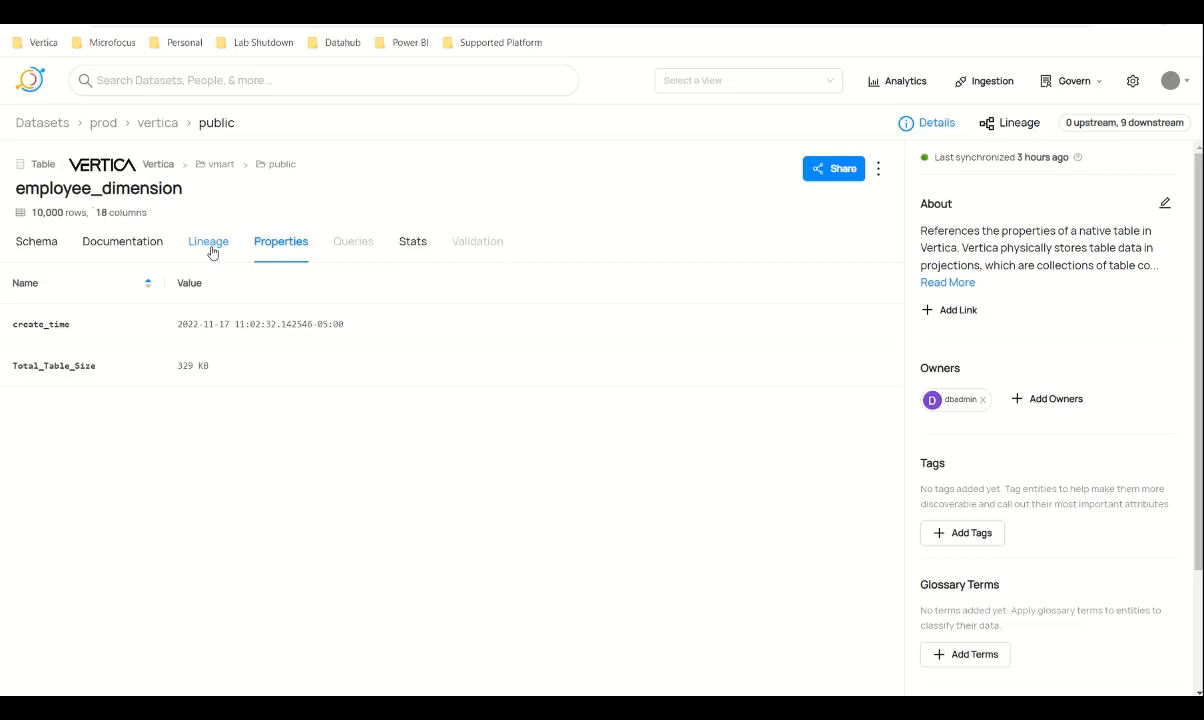 Vertica Microfocus Personal Lab Shutdown Datahub Power BI Supported Platform
Search Datasets, People, & more... Select a View Analytics Ingestion Govern
Datasets > prod > vertica > public Details Lineage 0 upstream, 9 downstream
Table VERTICA Vertica > vmart > public
employee_dimension
10,000 rows, 18 columns
Share
Schema Documentation Lineage Properties Queries Stats Validation
Name Value
create_time 2022-11-17 11:02:32.142546-05:00
Total_Table_Size 329 KB
Last synchronized 3 hours ago
About
References the properties of a native table in
Vertica. Vertica physically stores table data in
projections, which are collections of table co...
Read More
+ Add Link
Owners
D dbadmin × + Add Owners
Tags
No tags added yet. Tag entities to help make them more
discoverable and call out their most important attributes.
+ Add Tags
Glossary Terms
No terms added yet. Apply glossary terms to entities to
classify their data.
+ Add Terms